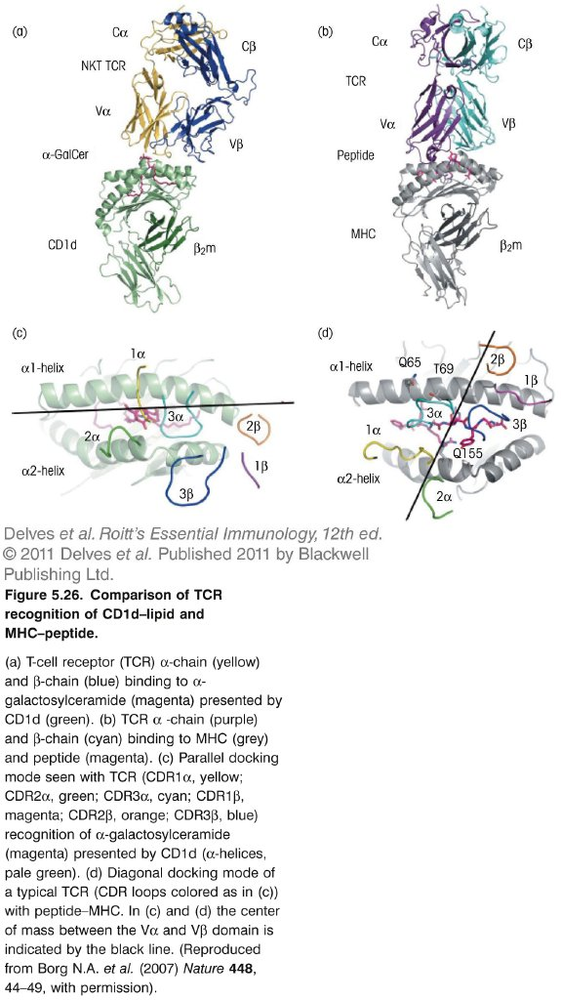 (a)
Cα
Cβ
NKT TCR
Vα
Vβ
α-GalCer
CD1d
β₂m
(b)
Cα
Cβ
TCR
Vα
Vβ
Peptide
MHC
β₂m
(c)
α1-helix
1α
3α
2α
2β
1β
3β
α2-helix
(d)
α1-helix
Q65
T69
2β
1β
3α
3β
1α
Q155
α2-helix
2α
Delves et al. Roitt's Essential Immunology, 12th ed.
© 2011 Delves et al. Published 2011 by Blackwell
Publishing Ltd.
Figure 5.26. Comparison of TCR
recognition of CD1d–lipid and
MHC–peptide.
(a) T-cell receptor (TCR) α-chain (yellow)
and β-chain (blue) binding to α-
galactosylceramide (magenta) presented by
CD1d (green). (b) TCR α -chain (purple)
and β-chain (cyan) binding to MHC (grey)
and peptide (magenta). (c) Parallel docking
mode seen with TCR (CDR1α, yellow;
CDR2α, green; CDR3α, cyan; CDR1β,
magenta; CDR2β, orange; CDR3β, blue)
recognition of α-galactosylceramide
(magenta) presented by CD1d (α-helices,
pale green). (d) Diagonal docking mode of
a typical TCR (CDR loops colored as in (c))
with peptide–MHC. In (c) and (d) the center
of mass between the Vα and Vβ domain is
indicated by the black line. (Reproduced
from Borg N.A. et al. (2007) Nature 448,
44–49, with permission).